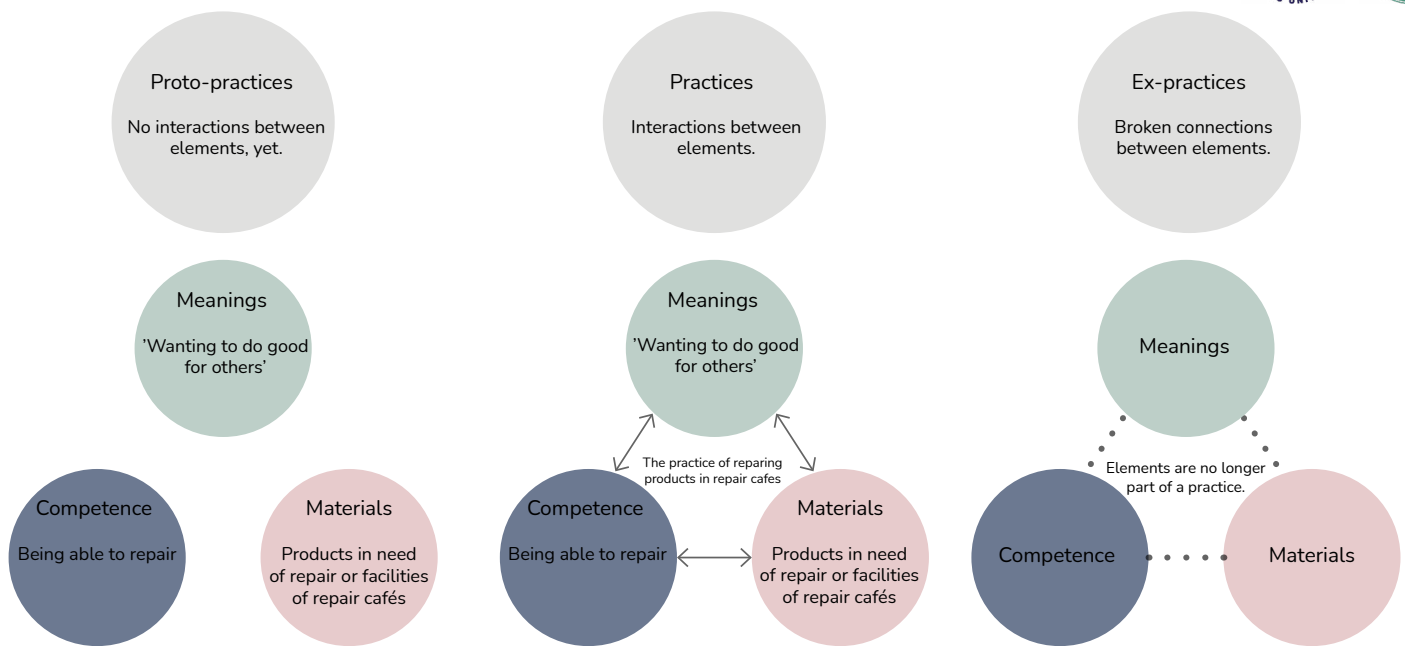 Proto-practices
No interactions between
elements, yet.
Meanings
’Wanting to do good
for others’
Competence
Being able to repair
Materials
Products in need
of repair or facilities
of repair cafés
Practices
Interactions between
elements.
Meanings
’Wanting to do good
for others’
The practice of reparing
products in repair cafes
Competence
Being able to repair
Materials
Products in need
of repair or facilities
of repair cafés
Ex-practices
Broken connections
between elements.
Meanings
Elements are no longer
part of a practice.
Competence
Materials